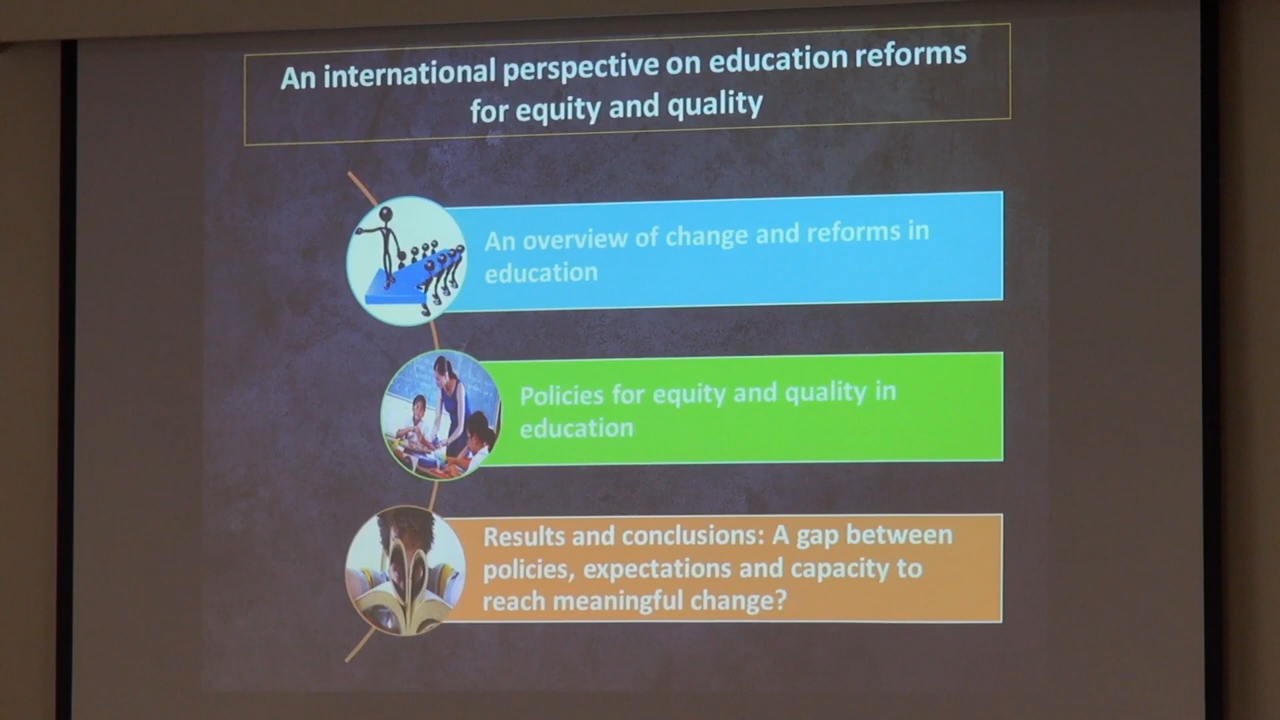 An international perspective on education reforms
for equity and quality
An overview of change and reforms in
education
Policies for equity and quality in
education
Results and conclusions: A gap between
policies, expectations and capacity to
reach meaningful change?